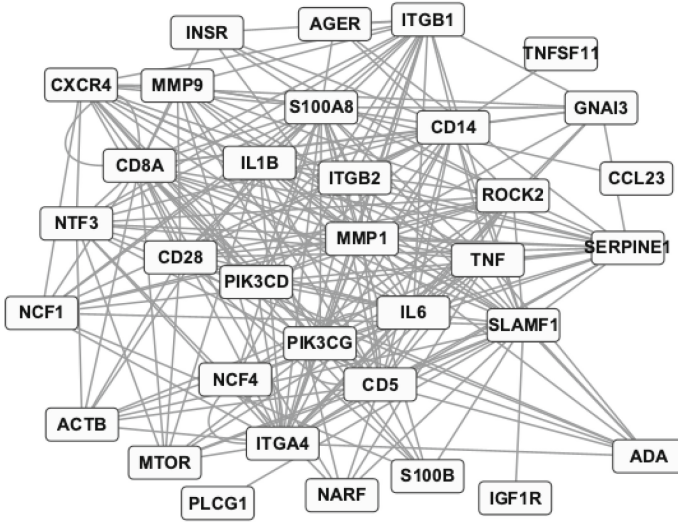 INSR
AGER
ITGB1
TNFSF11
CXCR4
MMP9
S100A8
CD14
GNAI3
CD8A
IL1B
ITGB2
ROCK2
CCL23
NTF3
CD28
MMP1
TNF
SERPINE1
PIK3CD
NCF1
IL6
SLAMF1
PIK3CG
NCF4
CD5
ACTB
ITGA4
MTOR
ADA
S100B
PLCG1
NARF
IGF1R